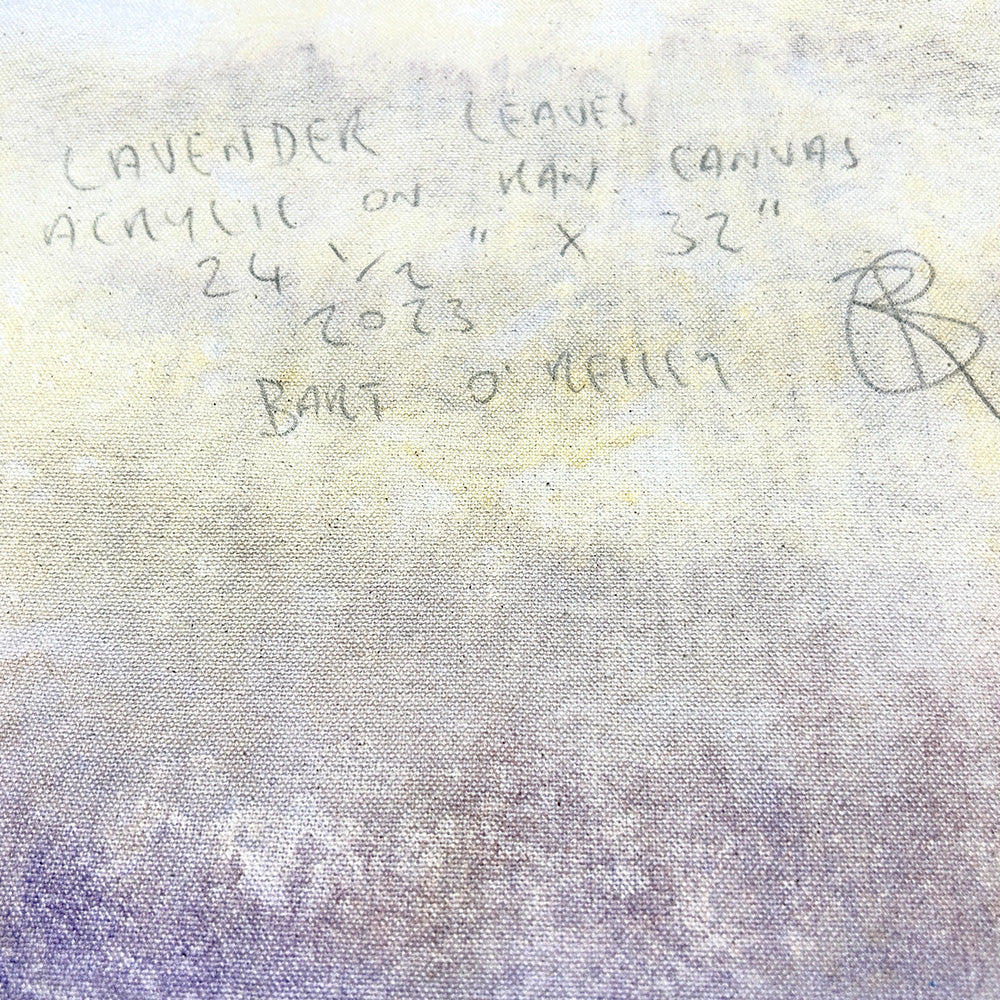 LAVENDER LEAVES
ACRYLIC ON RAW CANVAS
24 1/2 " X 32"
2023
BART O'REILLY